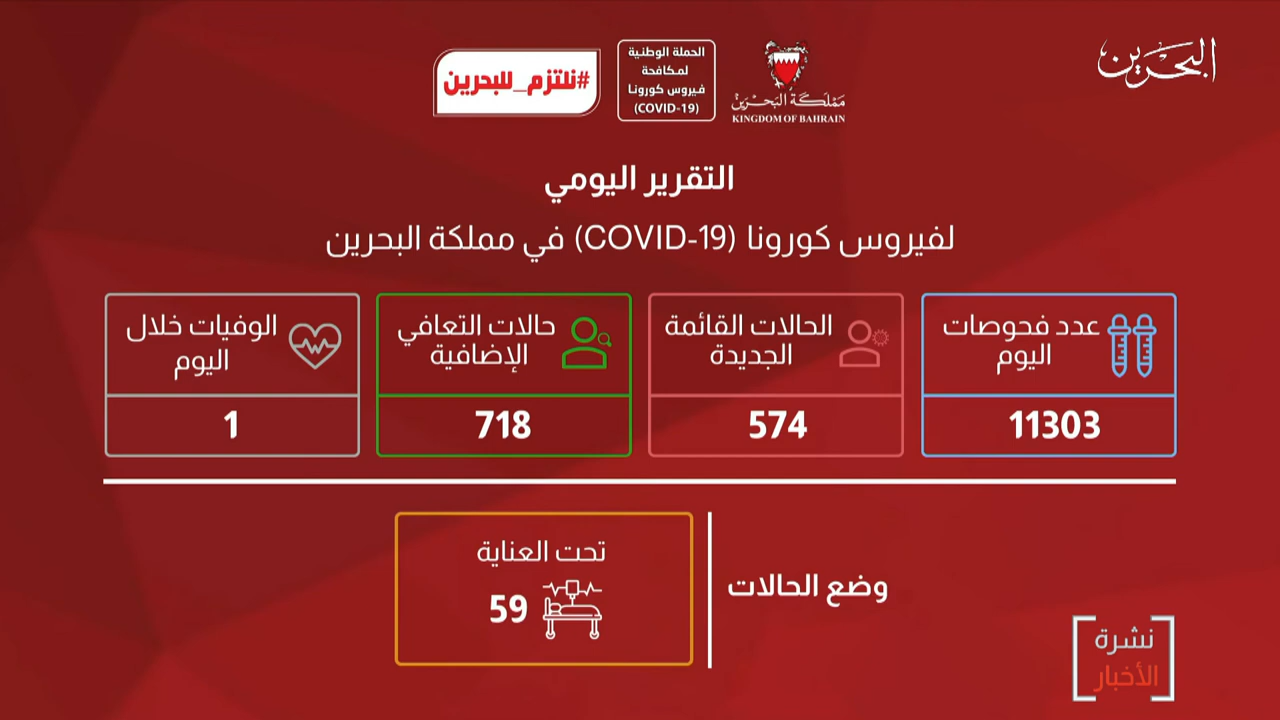 البحرين
مملكة البحرين
KINGDOM OF BAHRAIN
الحملة الوطنية
لمكافحة
فيروس كورونا
(COVID-19)
#نلتزم_للبحرين
التقرير اليومي
لفيروس كورونا (COVID-19) في مملكة البحرين
عدد فحوصات
اليوم
11303
الحالات القائمة
الجديدة
574
حالات التعافي
الإضافية
718
الوفيات خلال
اليوم
1
وضع الحالات
تحت العناية
59
نشرة
الأخبار